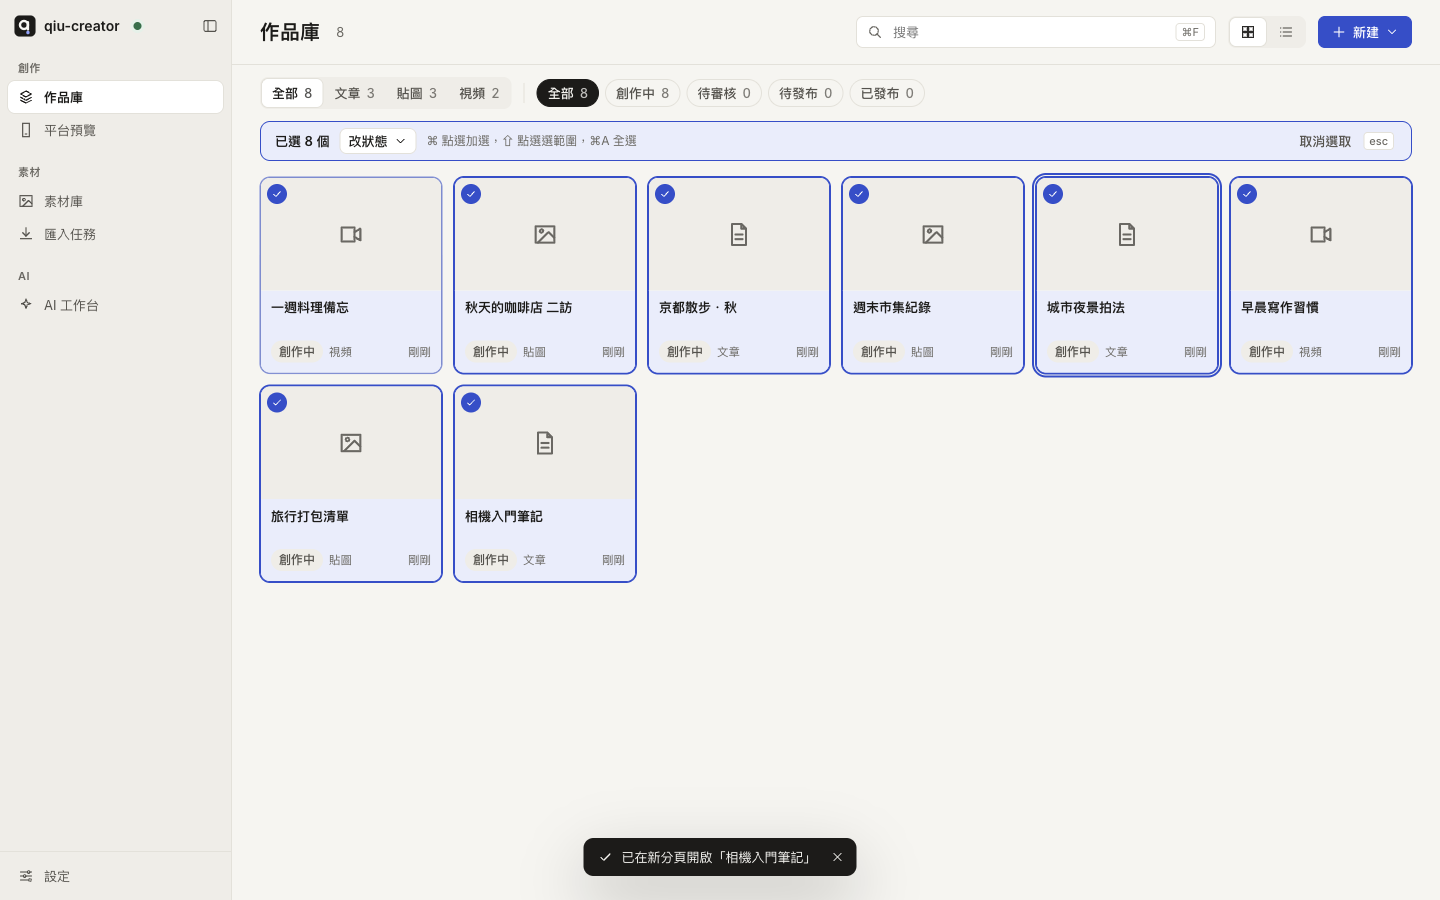 qiu-creator
創作
作品庫
平台預覽
素材
素材庫
匯入任務
AI
AI 工作台
設定
作品庫 8
搜尋 ⌘F
新建
全部 8 文章 3 貼圖 3 視頻 2 全部 8 創作中 8 待審核 0 待發布 0 已發布 0
已選 8 個 改狀態 ⌘ 點選加選，⇧ 點選選範圍，⌘A 全選 取消選取 esc
一週料理備忘
創作中 視頻 剛剛
秋天的咖啡店 二訪
創作中 貼圖 剛剛
京都散步 · 秋
創作中 文章 剛剛
週末市集紀錄
創作中 貼圖 剛剛
城市夜景拍法
創作中 文章 剛剛
早晨寫作習慣
創作中 視頻 剛剛
旅行打包清單
創作中 貼圖 剛剛
相機入門筆記
創作中 文章 剛剛
已在新分頁開啟「相機入門筆記」